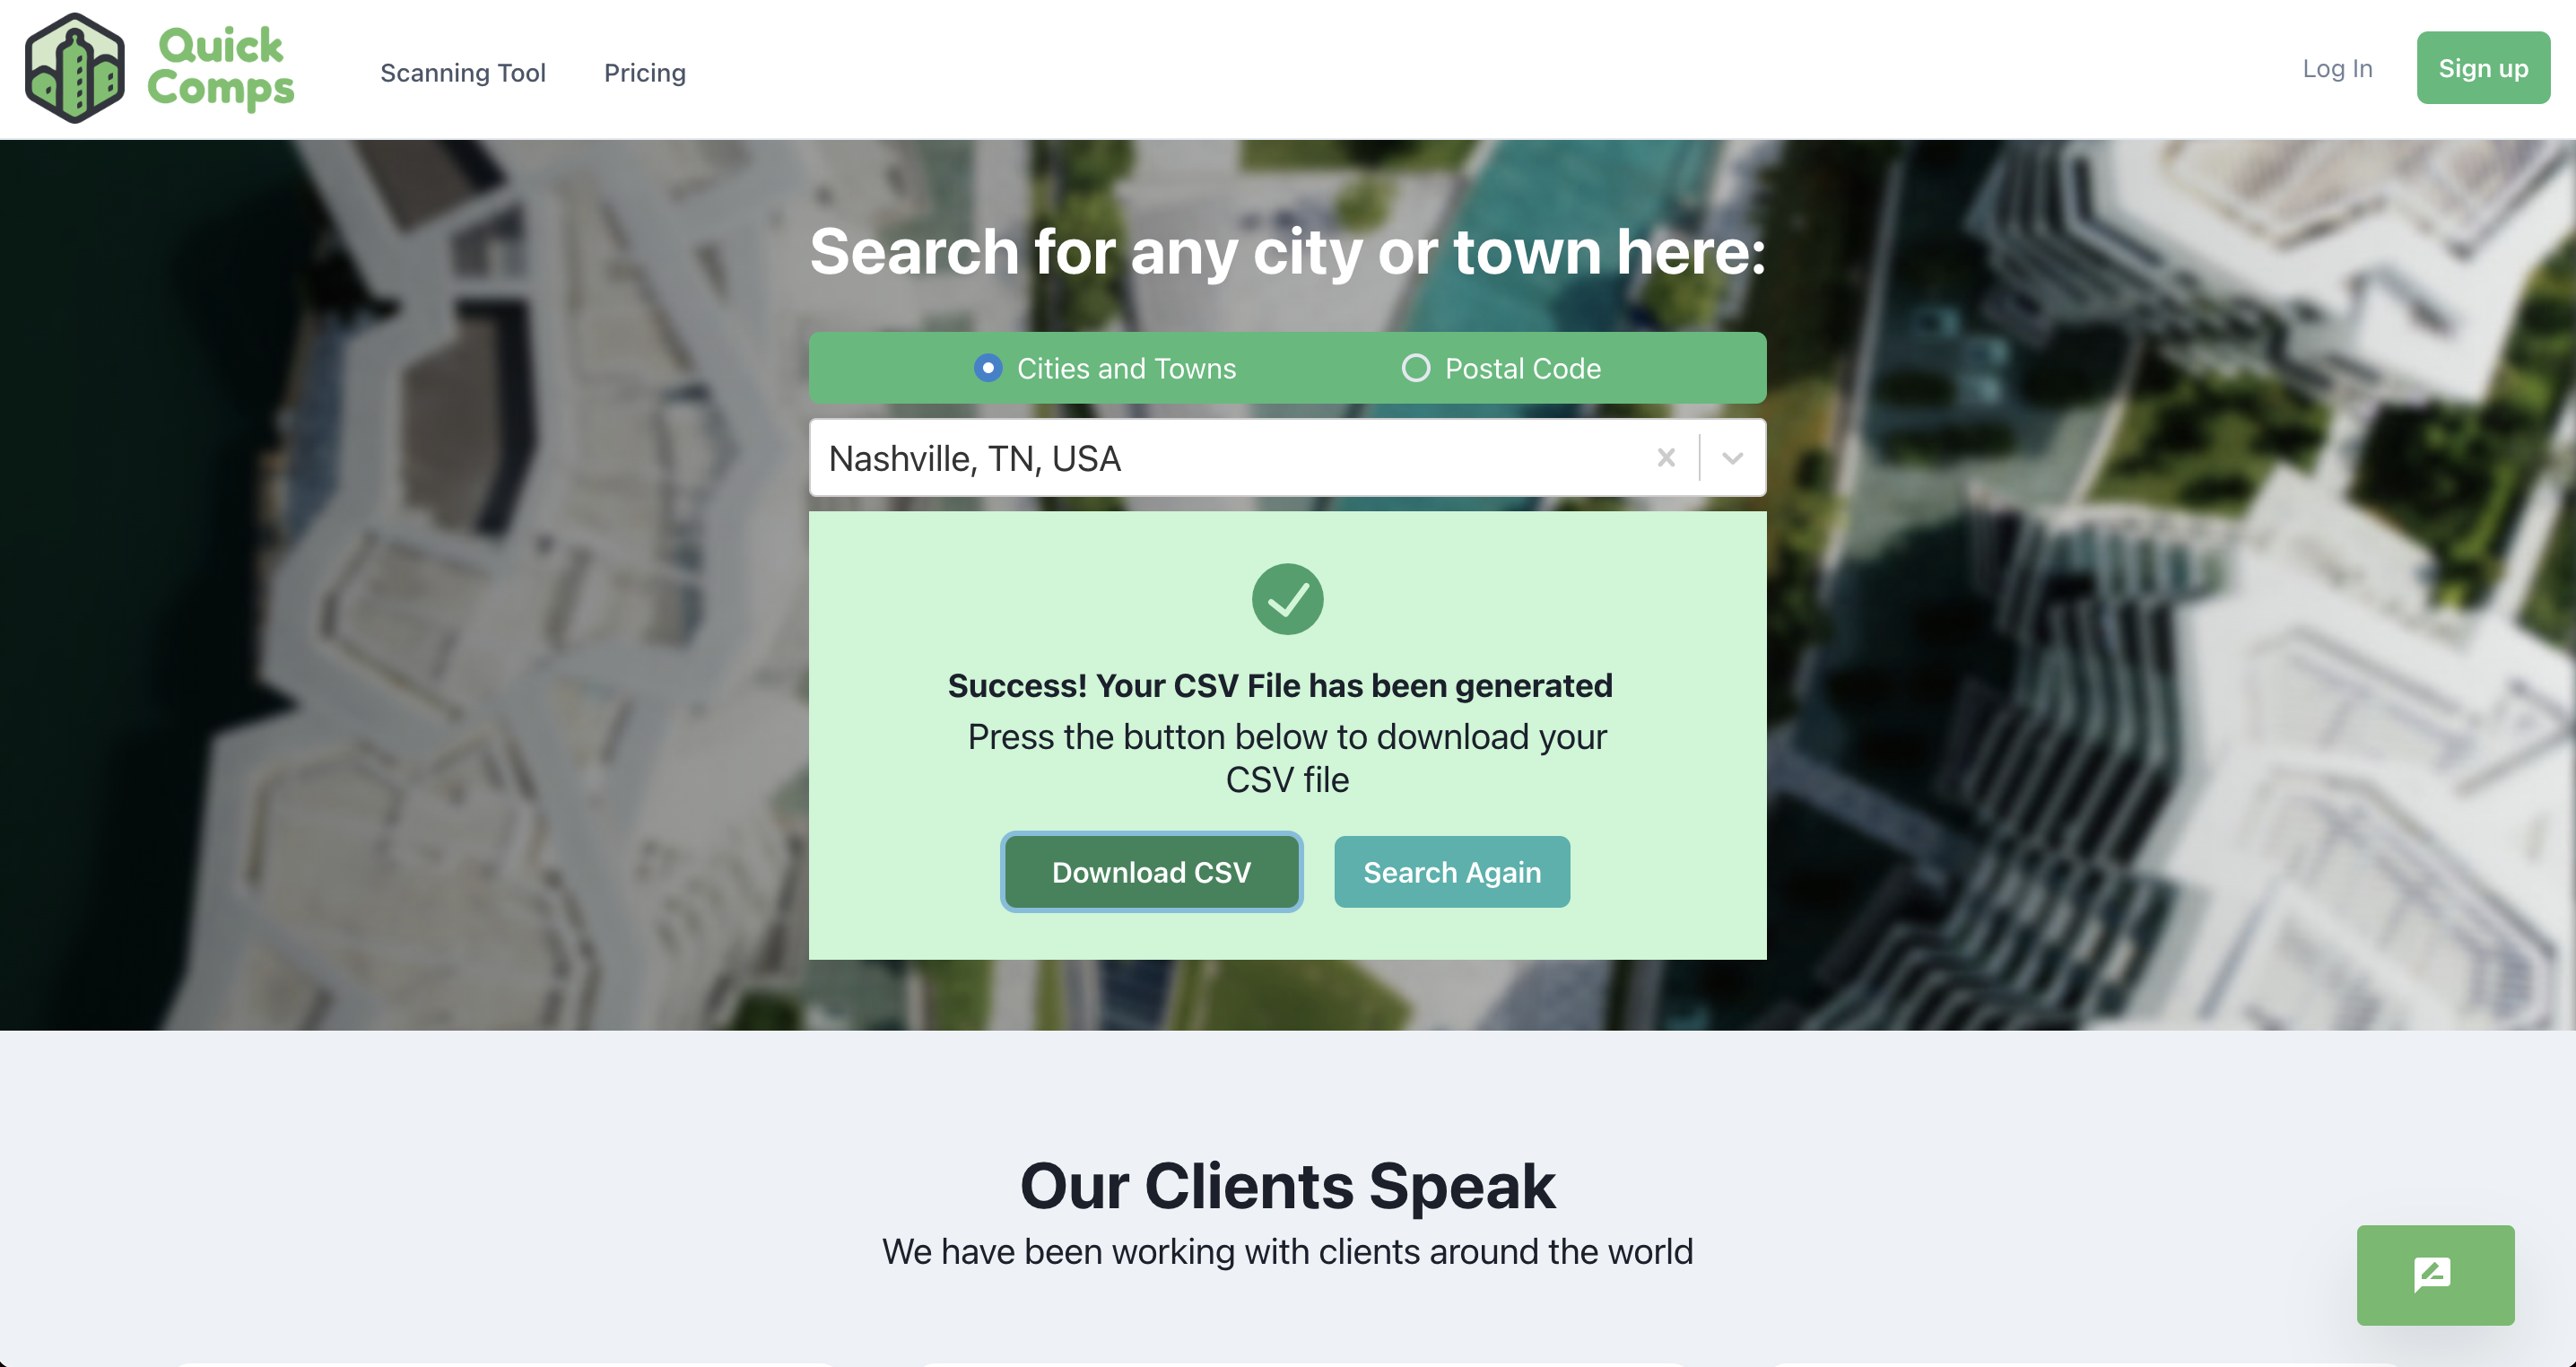 Quick
Comps
Scanning Tool
Pricing
Log In
Sign up
Search for any city or town here:
Cities and Towns
Postal Code
Nashville, TN, USA
Success! Your CSV File has been generated
Press the button below to download your
CSV file
Download CSV
Search Again
Our Clients Speak
We have been working with clients around the world